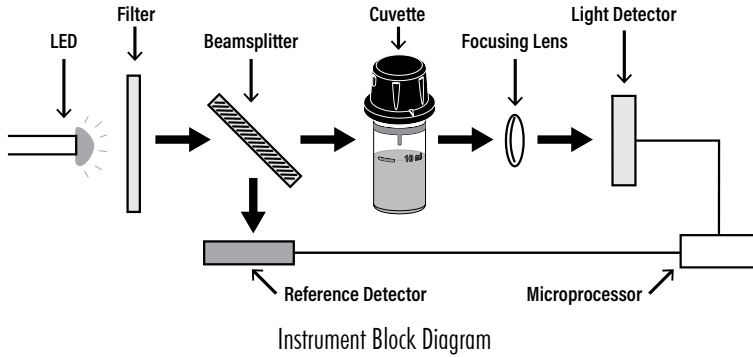 LED
Filter
Beamsplitter
Cuvette
Focusing Lens
Light Detector
10 ml
Reference Detector
Microprocessor
Instrument Block Diagram